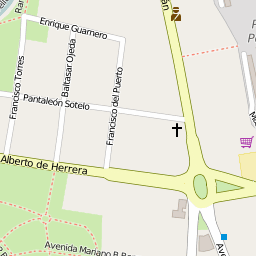 Enrique Guarnero
Francisco Torres
Baltasar Ojeda
Francisco del Puerto
Pantaleón Sotelo
Alberto de Herrera
Avenida Mariano B